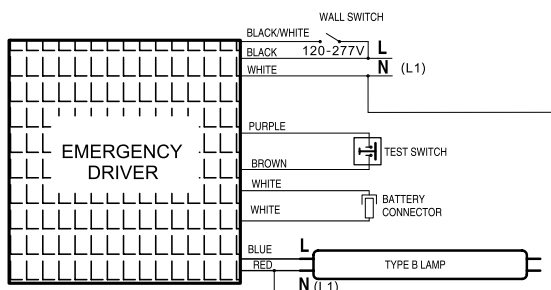 WALL SWITCH
BLACK/WHITE
BLACK
120-277V
L
WHITE
N (L1)
PURPLE
TEST SWITCH
EMERGENCY
DRIVER
BROWN
WHITE
BATTERY
CONNECTOR
WHITE
BLUE
L
RED
TYPE B LAMP
N (L1)